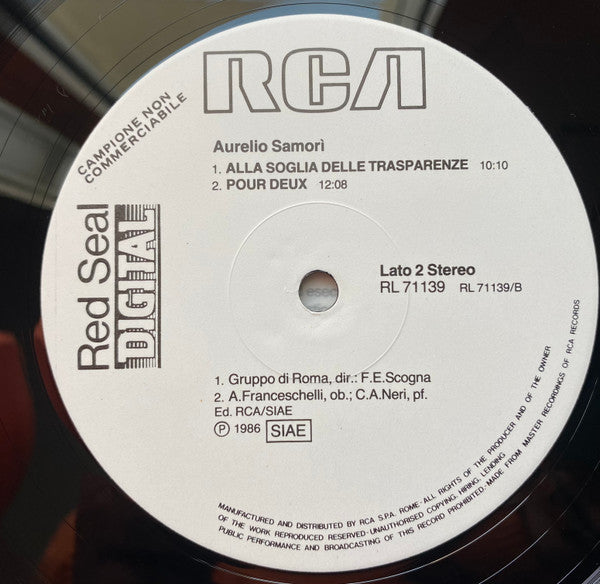 RCA
CAMPIONE NON
COMMERCIABILE
Red Seal
DIGITAL
Aurelio Samorì
1. ALLA SOGLIA DELLE TRASPARENZE 10:10
2. POUR DEUX 12:08
Lato 2 Stereo
RL 71139 RL 71139/B
1. Gruppo di Roma, dir.: F.E.Scogna
2. A.Franceschelli, ob.; C.A.Neri, pf.
Ed. RCA/SIAE
Ⓟ 1986 SIAE
MANUFACTURED AND DISTRIBUTED BY RCA S.P.A. ROME·ALL RIGHTS OF THE PRODUCER AND OF THE OWNER
OF THE WORK REPRODUCED RESERVED·UNAUTHORISED COPYING, HIRING, LENDING
PUBLIC PERFORMANCE AND BROADCASTING OF THIS RECORD PROHIBITED·MADE FROM MASTER RECORDINGS OF RCA RECORDS